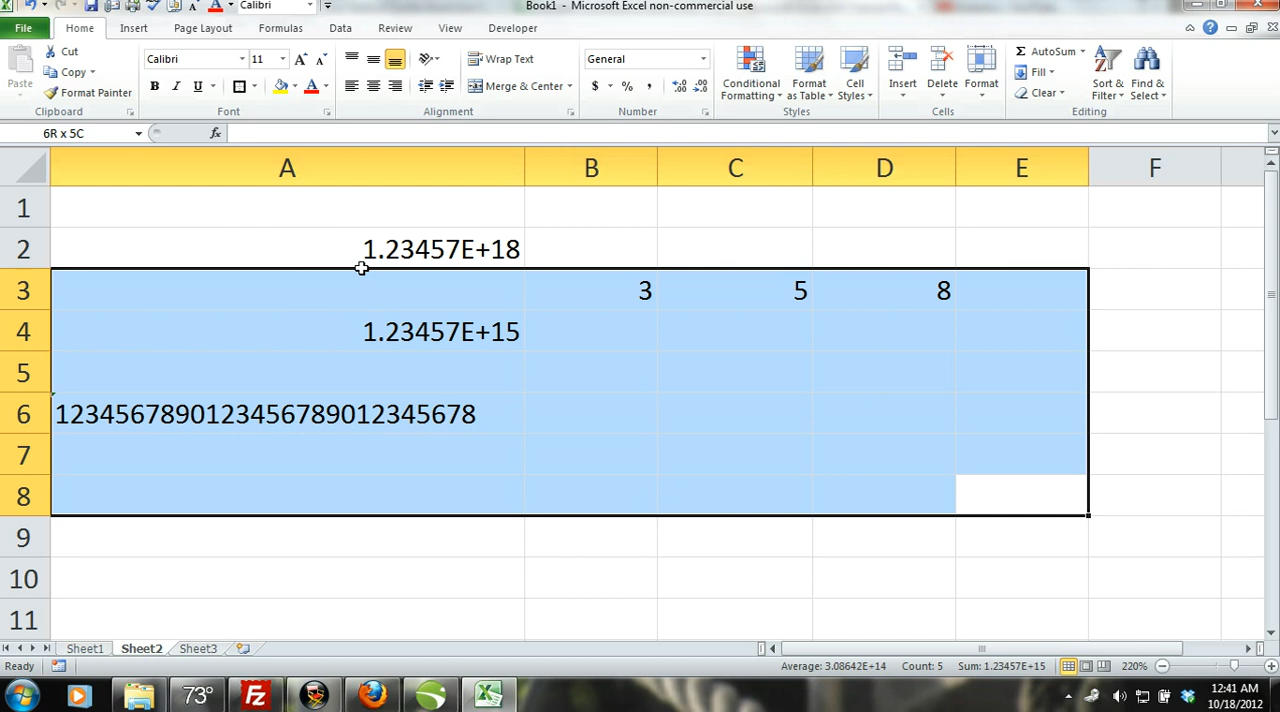 Calibri
Book1 - Microsoft Excel non-commercial use
File Home Insert Page Layout Formulas Data Review View Developer
Paste
Cut
Copy
Format Painter
Clipboard
Calibri 11
B I U
Font
Wrap Text
Merge & Center
Alignment
General
$ % ,
Number
Conditional Formatting
Format as Table
Cell Styles
Styles
Insert Delete Format
Cells
Σ AutoSum
Fill
Clear
Sort & Filter
Find & Select
Editing
6R x 5C fx
A B C D E F
1
2 1.23457E+18
3 3 5 8
4 1.23457E+15
5
6 1234567890123456789012345678
7
8
9
10
11
Sheet1 Sheet2 Sheet3
Ready Average: 3.08642E+14 Count: 5 Sum: 1.23457E+15 220%
73° Fz
12:41 AM
10/18/2012